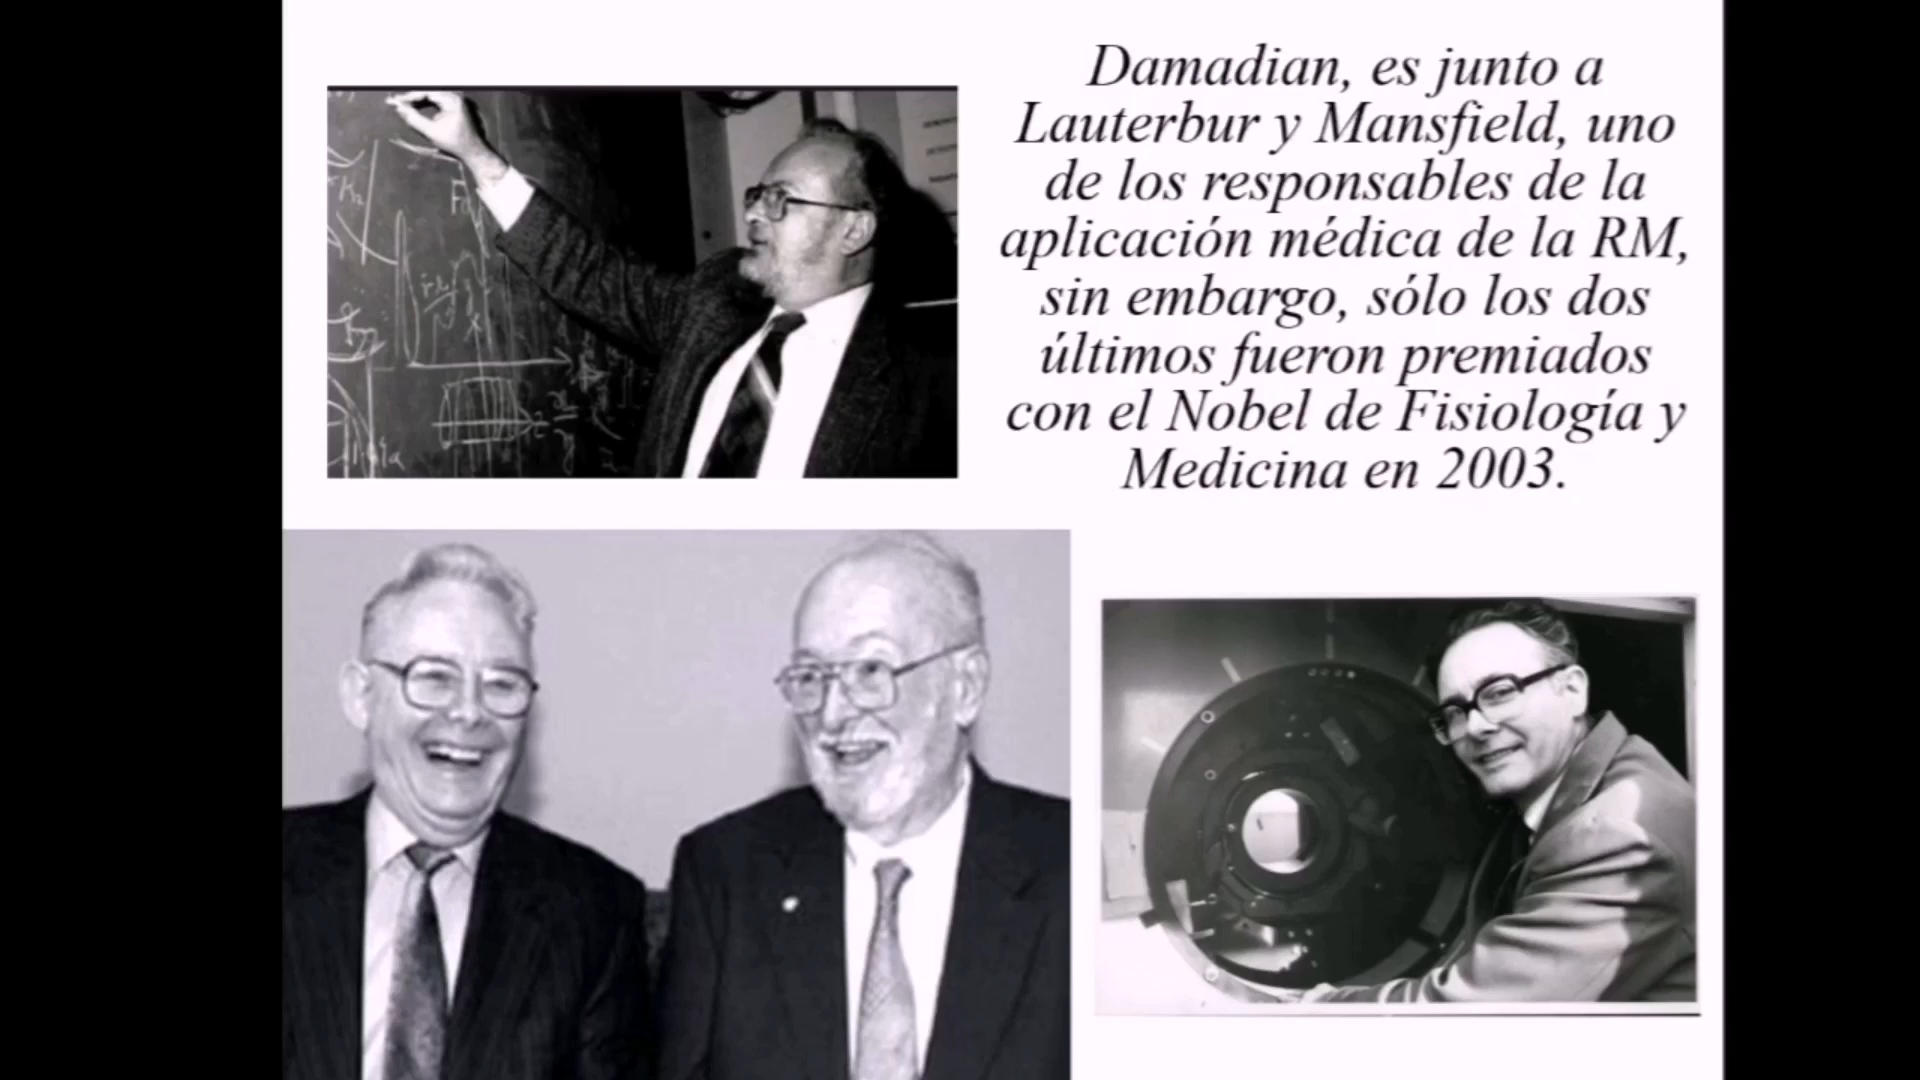 Damadian, es junto a
Lauterbur y Mansfield, uno
de los responsables de la
aplicación médica de la RM,
sin embargo, sólo los dos
últimos fueron premiados
con el Nobel de Fisiología y
Medicina en 2003.